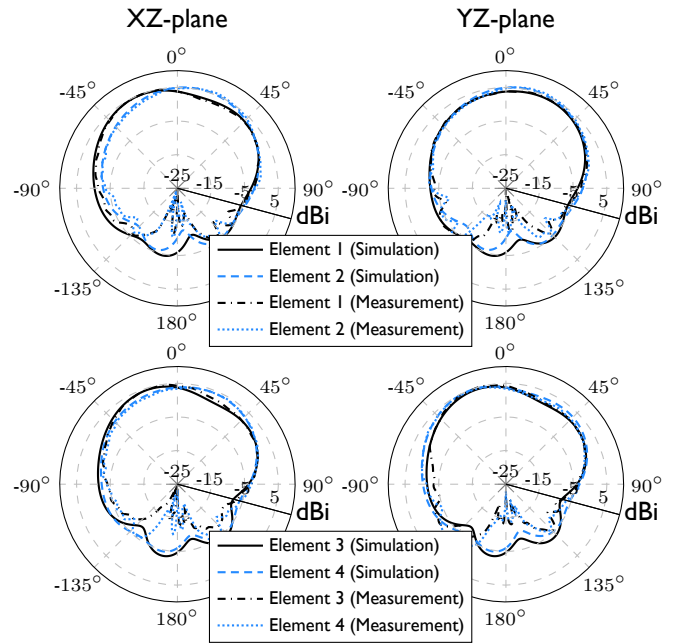 XZ-plane YZ-plane
0° 0°
-45° 45° -45° 45°
-25 -15 -5 5 -25 -15 -5 5
-90° 90° -90° 90°
dBi dBi
Element 1 (Simulation)
Element 2 (Simulation)
Element 1 (Measurement)
Element 2 (Measurement)
-135° 135°
180° 180°
0° 0°
-45° 45° -45° 45°
-25 -15 -5 5 -25 -15 -5 5
-90° 90° -90° 90°
dBi dBi
Element 3 (Simulation)
Element 4 (Simulation)
Element 3 (Measurement)
Element 4 (Measurement)
-135° 135°
180° 180°